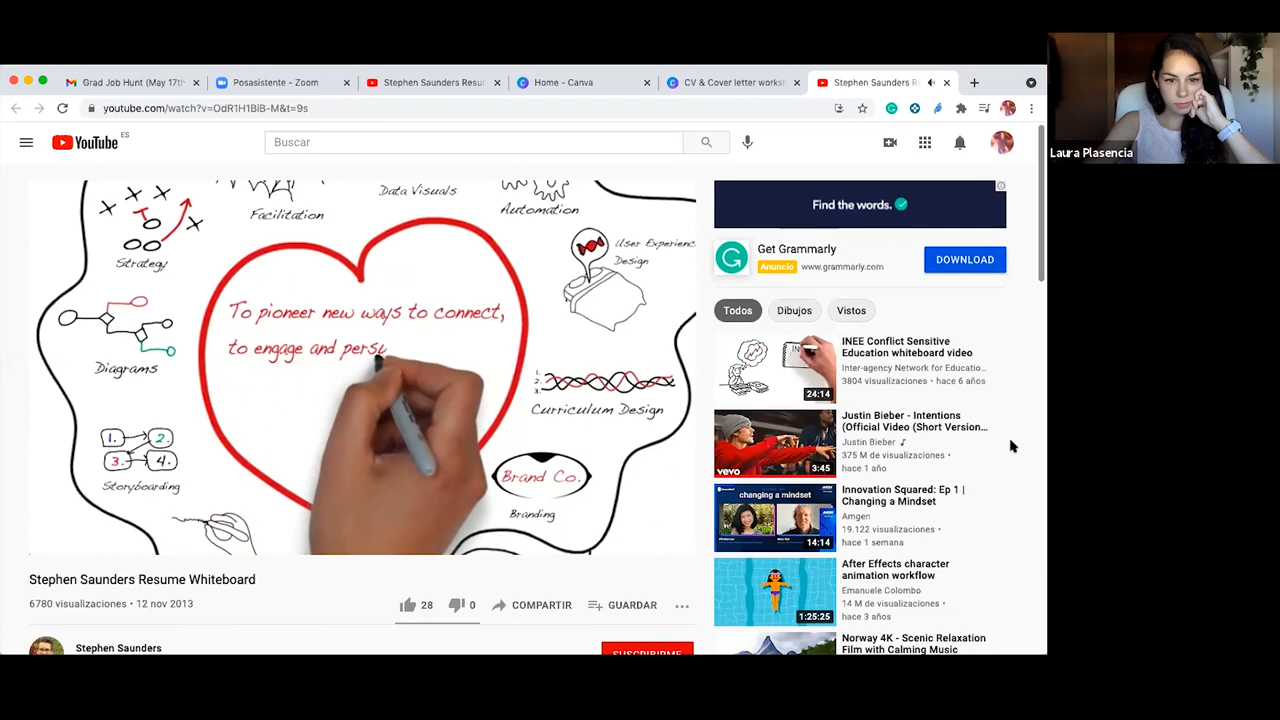 Grad Job Hunt (May 17th
Posasistente - Zoom
Stephen Saunders Resum
Home - Canva
CV & Cover letter worksh
Stephen Saunders Re
youtube.com/watch?v=OdR1H1BiB-M&t=9s
YouTube ES
Buscar
Facilitation
Data Visuals
Automation
Strategy
User Experienc
Design
To pioneer new ways to connect,
to engage and persu
Diagrams
1.
2.
3.
Curriculum Design
1. 2.
3. 4.
Storyboarding
Brand Co.
Branding
Stephen Saunders Resume Whiteboard
6780 visualizaciones • 12 nov 2013
28
0
COMPARTIR
GUARDAR
Stephen Saunders
SUSCRIBIRME
Find the words.
Get Grammarly
Anuncio www.grammarly.com
DOWNLOAD
Todos
Dibujos
Vistos
24:14
INEE Conflict Sensitive
Education whiteboard video
Inter-agency Network for Educatio...
3804 visualizaciones • hace 6 años
vevo
3:45
Justin Bieber - Intentions
(Official Video (Short Version...
Justin Bieber
375 M de visualizaciones •
hace 1 año
changing a mindset
14:14
Innovation Squared: Ep 1 |
Changing a Mindset
Amgen
19.122 visualizaciones •
hace 1 semana
1:25:25
After Effects character
animation workflow
Emanuele Colombo
14 M de visualizaciones •
hace 3 años
Norway 4K - Scenic Relaxation
Film with Calming Music
Laura Plasencia